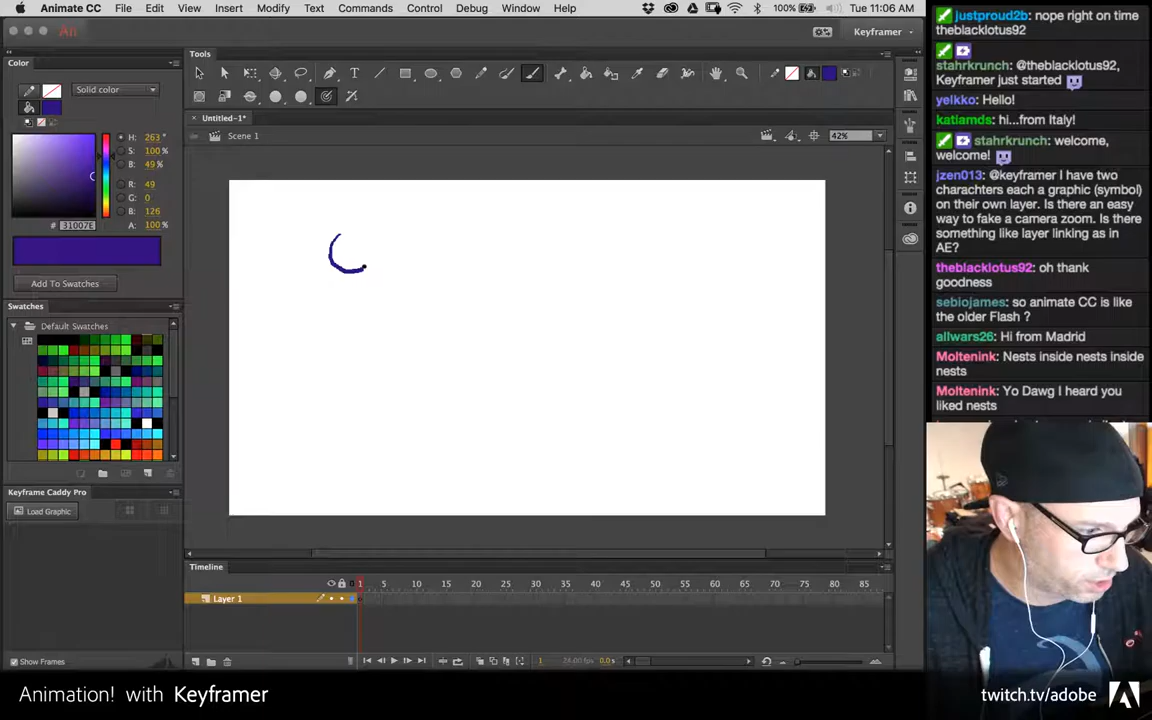 Animate CC File Edit View Insert Modify Text Commands Control Debug Window Help 100% Tue 11:06 AM
An Keyframer
Color
Tools
Solid color
Untitled-1*
Scene 1 42%
H: 263 °
S: 100 %
B: 49 %
R: 49
G: 0
B: 126
# 31007E A: 100 %
Add To Swatches
Swatches
Default Swatches
Keyframe Caddy Pro
Load Graphic
Show Frames
Timeline
1 5 10 15 20 25 30 35 40 45 50 55 60 65 70 75 80 85
Layer 1
1 24.00 fps 0.0 s
justproud2b: nope right on time
theblacklotus92
stahrkrunch: @theblacklotus92,
Keyframer just started
yelkko: Hello!
katiamds: hi...from Italy!
stahrkrunch: welcome,
welcome!
jzen013: @keyframer I have two
charachters each a graphic (symbol)
on their own layer. Is there an easy
way to fake a camera zoom. Is there
something like layer linking as in
AE?
theblacklotus92: oh thank
goodness
sebiojames: so animate CC is like
the older Flash ?
allwars26: Hi from Madrid
Moltenink: Nests inside nests inside
nests
Moltenink: Yo Dawg I heard you
liked nests
Animation! with Keyframer
twitch.tv/adobe